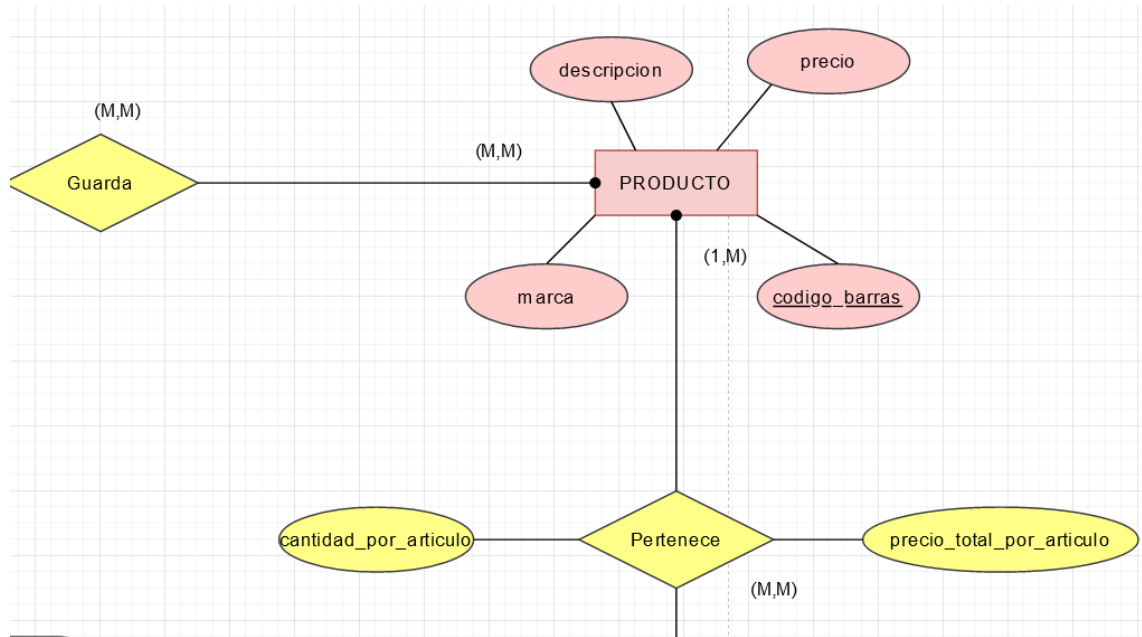 descripcion
precio
(M,M)
(M,M)
Guarda
PRODUCTO
(1,M)
marca
codigo_barras
cantidad_por_articulo
Pertenece
precio_total_por_articulo
(M,M)